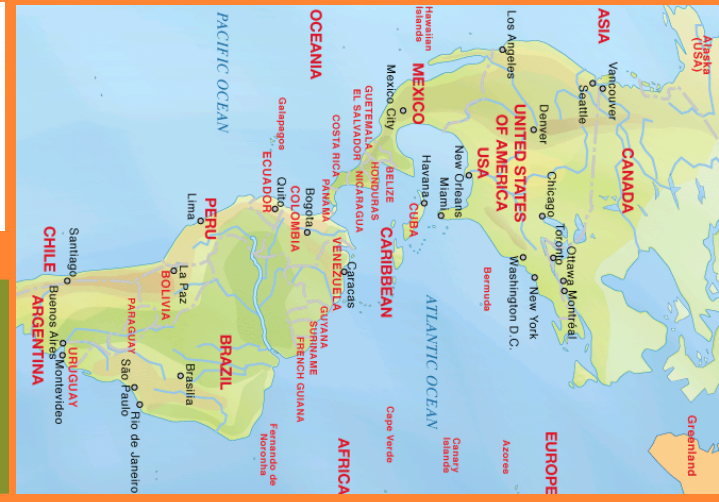 Alaska
(USA)
Greenland
CANADA
ASIA
Vancouver
Seattle
Ottawa Montréal
Toronto
EUROPE
Chicago
New York
Denver
Washington D.C.
UNITED STATES
OF AMERICA
USA
Los Angeles
Azores
Bermuda
New Orlans
Miami
Canary
Islands
Hawaiian
Islands
Havana
CUBA
ATLANTIC OCEAN
MEXICO
Mexico City
CARIBBEAN
Cape Verde
BELIZE
GUETEMALA
HONDURAS
EL SALVADOR
NICARAGUA
COSTA RICA
PANAMA
Caracas
VENEZUELA
AFRICA
OCEANIA
GUYANA
SURINAME
FRENCH GUIANA
Bogota
COLOMBIA
Galapagos
Quito
ECUADOR
Fernando de
Noronha
PACIFIC OCEAN
BRAZIL
PERU
Lima
La Paz
BOLIVIA
Brasilia
PARAGUAY
São Paulo
Rio de Janeiro
Santiago
CHILE
URUGUAY
Montevideo
Buenos Aires
ARGENTINA